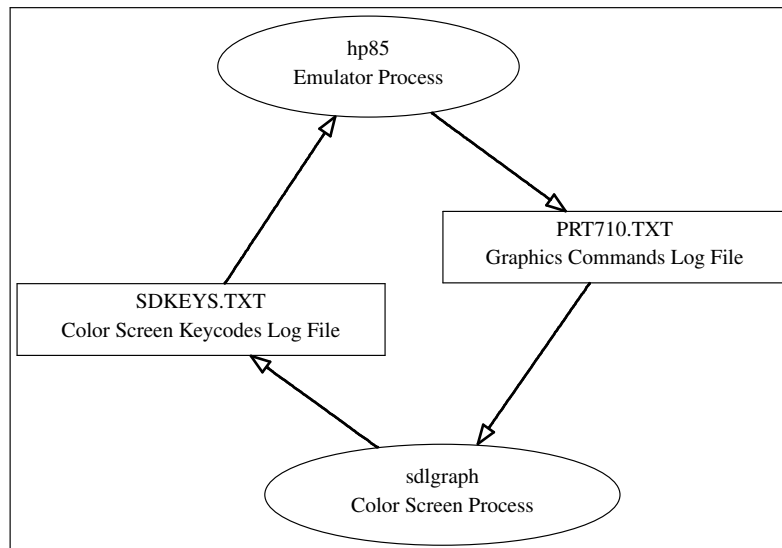 hp85
Emulator Process
PRT710.TXT
Graphics Commands Log File
SDKEYS.TXT
Color Screen Keycodes Log File
sdlgraph
Color Screen Process